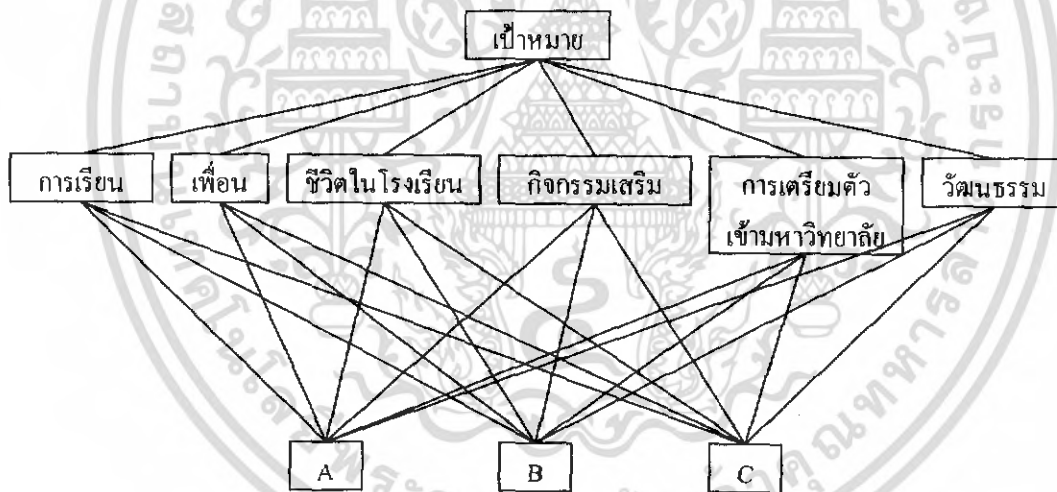 เป้าหมาย
การเรียน
เพื่อน
ชีวิตในโรงเรียน
กิจกรรมเสริม
การเตรียมตัว
เข้ามหาวิทยาลัย
วัฒนธรรม
A
B
C